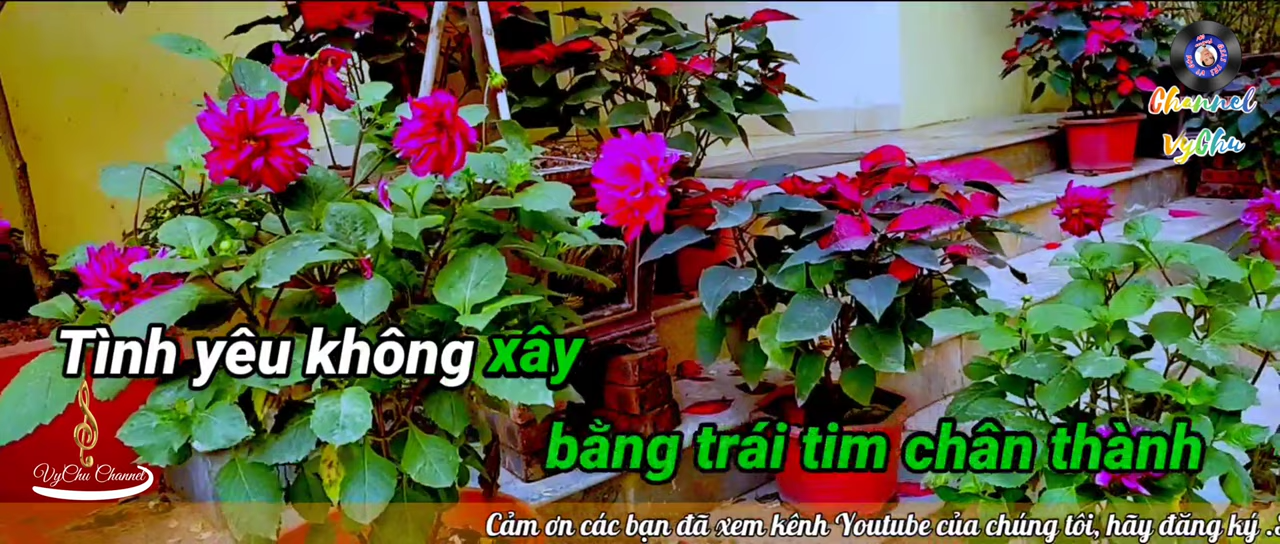 Channel
VyChu
Tình yêu không xây
bằng trái tim chân thành
VyChu Channel
Cảm ơn các bạn đã xem kênh Youtube của chúng tôi, hãy đăng ký